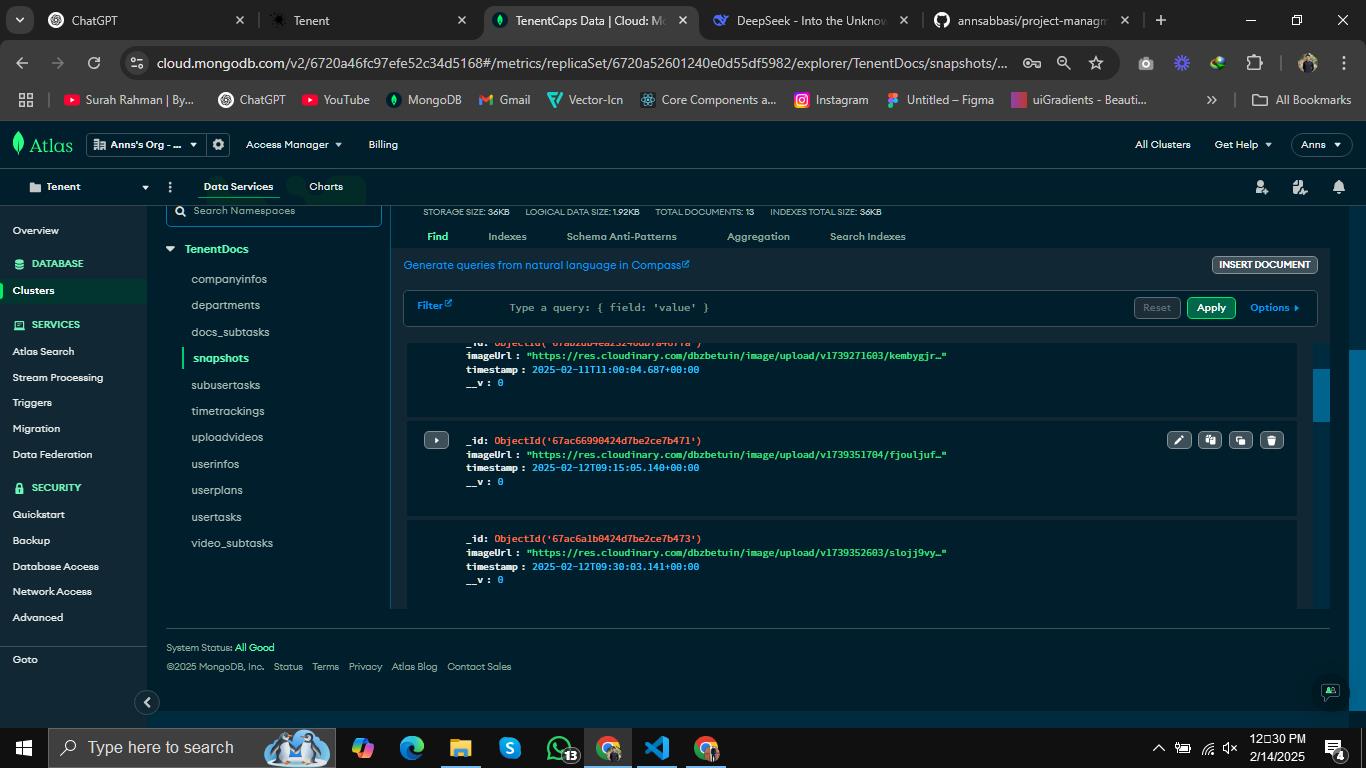 ChatGPT
Tenent
TenentCaps Data | Cloud: Mo
DeepSeek - Into the Unknow
annsabbasi/project-managm
cloud.mongodb.com/v2/6720a46fc97efe52c34d5168#/metrics/replicaSet/6720a52601240e0d55df5982/explorer/TenentDocs/snapshots/...
Surah Rahman | By...
ChatGPT
YouTube
MongoDB
Gmail
Vector-Icn
Core Components a...
Instagram
Untitled – Figma
uiGradients - Beauti...
All Bookmarks
Atlas
Anns's Org - ...
Access Manager
Billing
All Clusters
Get Help
Anns
Tenent
Data Services
Charts
Overview
DATABASE
Clusters
SERVICES
Atlas Search
Stream Processing
Triggers
Migration
Data Federation
SECURITY
Quickstart
Backup
Database Access
Network Access
Advanced
Goto
Search Namespaces
TenentDocs
companyinfos
departments
docs_subtasks
snapshots
subusertasks
timetrackings
uploadvideos
userinfos
userplans
usertasks
video_subtasks
STORAGE SIZE: 36KB LOGICAL DATA SIZE: 1.92KB TOTAL DOCUMENTS: 13 INDEXES TOTAL SIZE: 36KB
Find Indexes Schema Anti-Patterns Aggregation Search Indexes
Generate queries from natural language in Compass
INSERT DOCUMENT
Filter
Type a query: { field: 'value' }
Reset
Apply
Options
imageUrl : "https://res.cloudinary.com/dbzbetuin/image/upload/v1739271603/kembygjr…"
timestamp : 2025-02-11T11:00:04.687+00:00
__v : 0
_id: ObjectId('67ac66990424d7be2ce7b471')
imageUrl : "https://res.cloudinary.com/dbzbetuin/image/upload/v1739351704/fjouljuf…"
timestamp : 2025-02-12T09:15:05.140+00:00
__v : 0
_id: ObjectId('67ac6a1b0424d7be2ce7b473')
imageUrl : "https://res.cloudinary.com/dbzbetuin/image/upload/v1739352603/slojj9vy…"
timestamp : 2025-02-12T09:30:03.141+00:00
__v : 0
System Status: All Good
©2025 MongoDB, Inc. Status Terms Privacy Atlas Blog Contact Sales
Type here to search
13
12▯30 PM
2/14/2025
4